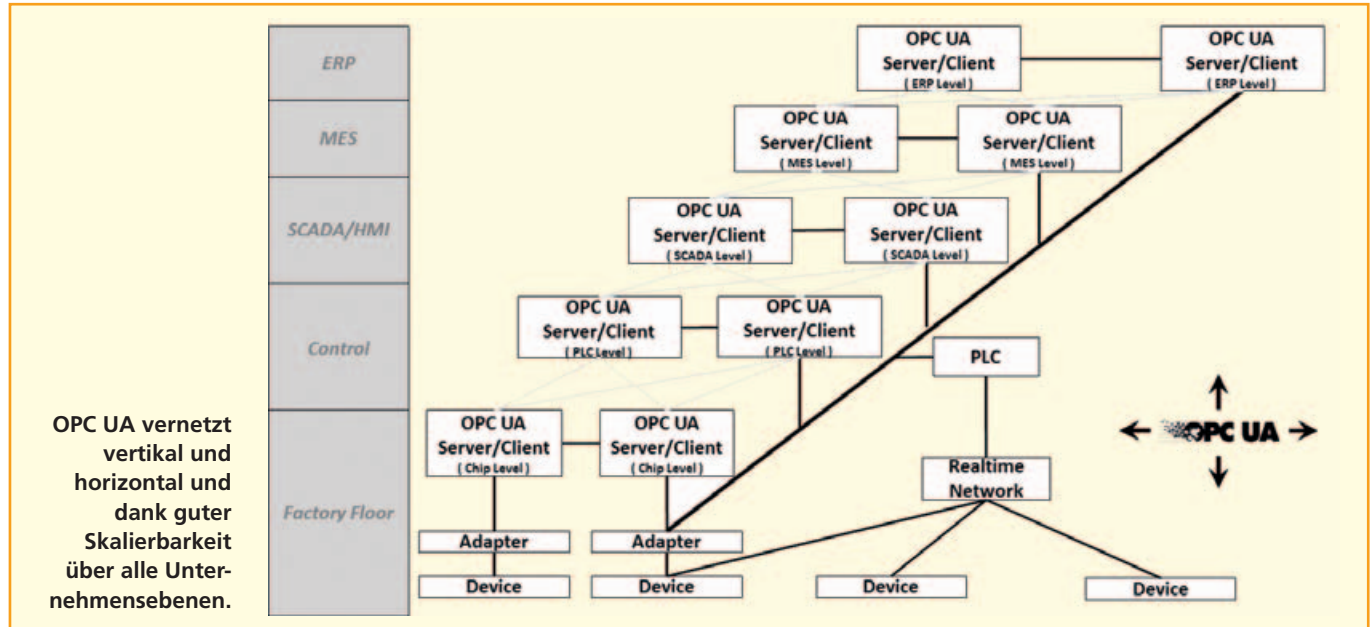 ERP
OPC UA
Server/Client
( ERP Level )
OPC UA
Server/Client
( ERP Level )
MES
OPC UA
Server/Client
( MES Level )
OPC UA
Server/Client
( MES Level )
SCADA/HMI
OPC UA
Server/Client
( SCADA Level )
OPC UA
Server/Client
( SCADA Level )
Control
OPC UA
Server/Client
( PLC Level )
OPC UA
Server/Client
( PLC Level )
PLC
OPC UA
Factory Floor
OPC UA
Server/Client
( Chip Level )
OPC UA
Server/Client
( Chip Level )
Realtime
Network
Adapter
Adapter
Device
Device
Device
Device
OPC UA vernetzt
vertikal und
horizontal und
dank guter
Skalierbarkeit
über alle Unter-
nehmensebenen.